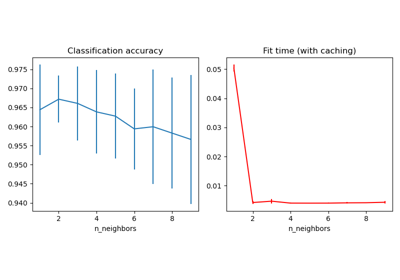 Classification accuracy
0.975
0.970
0.965
0.960
0.955
0.950
0.945
0.940
2 4 6 8
n_neighbors
Fit time (with caching)
0.05
0.04
0.03
0.02
0.01
2 4 6 8
n_neighbors